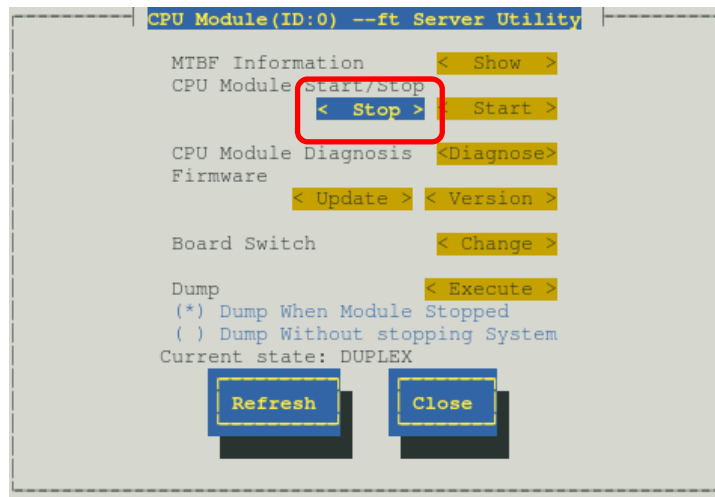 CPU Module(ID:0) --ft Server Utility
MTBF Information < Show >
CPU Module Start/Stop
< Stop > < Start >
CPU Module Diagnosis <Diagnose>
Firmware
< Update > < Version >
Board Switch < Change >
Dump < Execute >
(*) Dump When Module Stopped
( ) Dump Without stopping System
Current state: DUPLEX
Refresh Close